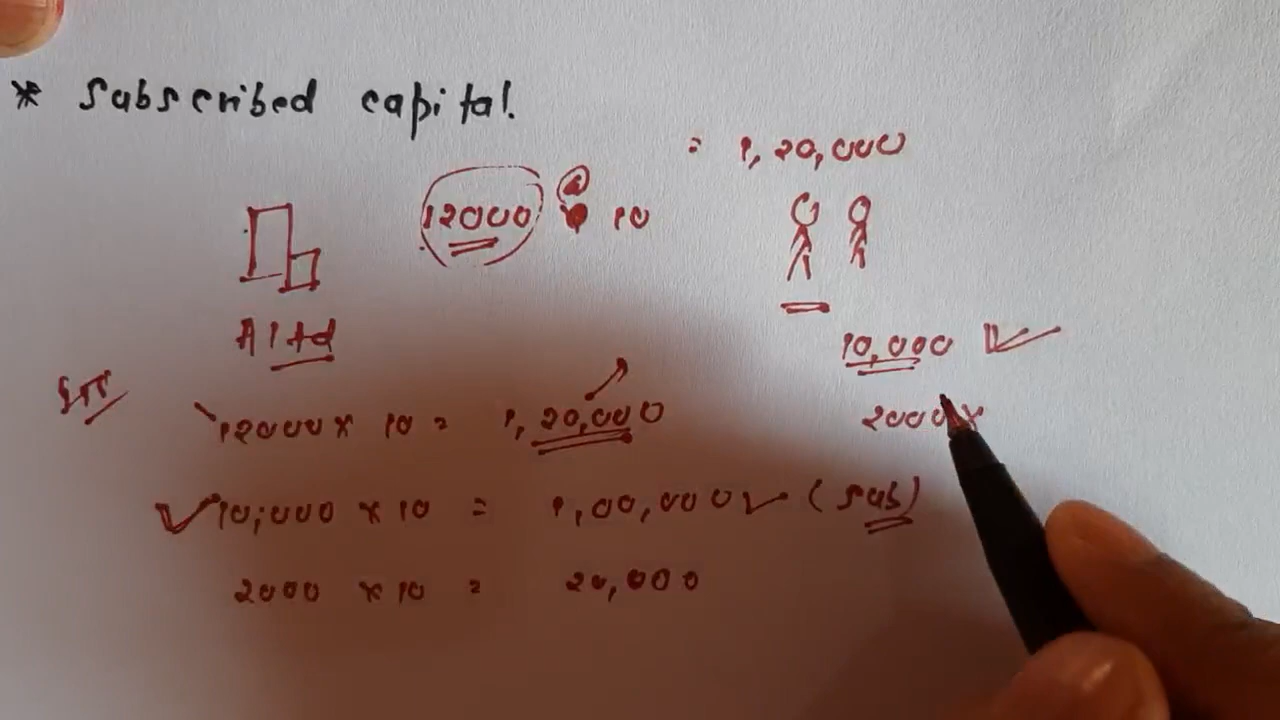 * Subscribed capital.
= 1,20,000
12000 @ 10
A ltd
10,000 ✓
12000 × 10 = 1,20,000
2000 ×
✓ 10,000 × 10 = 1,00,000 ✓ (sub)
2000 × 10 = 20,000